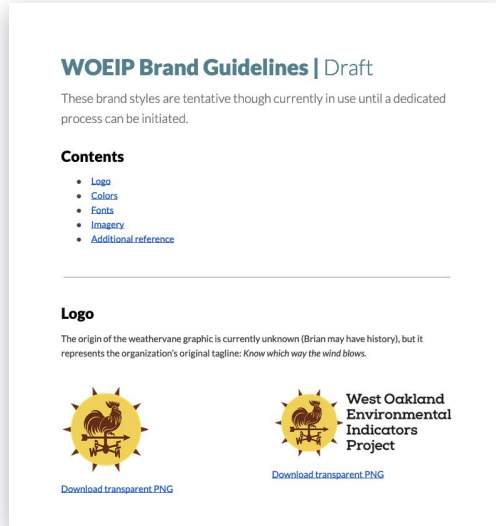 WOEIP Brand Guidelines | Draft
These brand styles are tentative though currently in use until a dedicated
process can be initiated.
Contents
● Logo
● Colors
● Fonts
● Imagery
● Additional reference
Logo
The origin of the weathervane graphic is currently unknown (Brian may have history), but it
represents the organization's original tagline: Know which way the wind blows.
W E
W E
West Oakland
Environmental
Indicators
Project
Download transparent PNG
Download transparent PNG